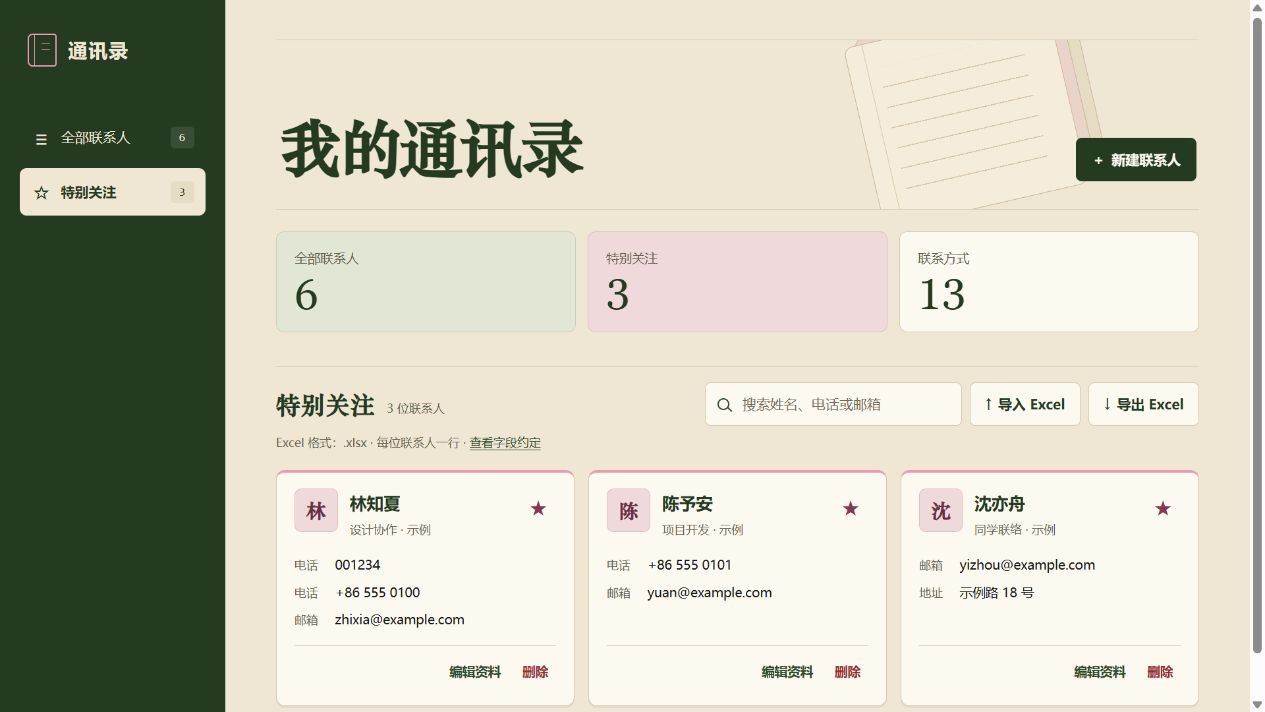 通讯录
全部联系人 6
特别关注 3
我的通讯录
+ 新建联系人
全部联系人
6
特别关注
3
联系方式
13
特别关注 3 位联系人
搜索姓名、电话或邮箱
↑ 导入 Excel
↓ 导出 Excel
Excel 格式：.xlsx · 每位联系人一行 · 查看字段约定
林
林知夏
设计协作 · 示例
电话 001234
电话 +86 555 0100
邮箱 zhixia@example.com
编辑资料 删除
陈
陈予安
项目开发 · 示例
电话 +86 555 0101
邮箱 yuan@example.com
编辑资料 删除
沈
沈亦舟
同学联络 · 示例
邮箱 yizhou@example.com
地址 示例路 18 号
编辑资料 删除